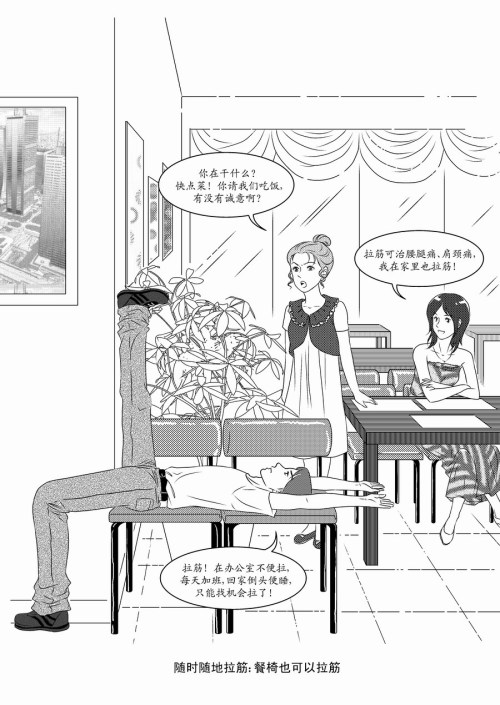 你在干什么？
快点菜！你请我们吃饭，
有没有诚意啊？
拉筋可治腰腿痛、肩颈痛，
我在家里也拉筋！
拉筋！在办公室不便拉，
每天加班，回家倒头便睡，
只能找机会拉了！
随时随地拉筋：餐椅也可以拉筋